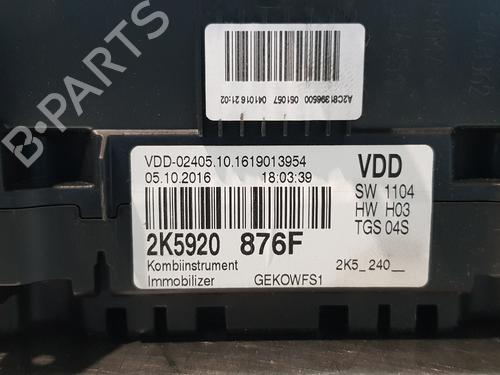 A2C81396500 051057 041016 21:02
VDD-02405.10.1619013954
05.10.2016 18:03:39
2K5920 876F
Kombiinstrument
Immobilizer GEKOWFS1
VDD
SW 1104
HW H03
TGS 04S
2K5_240__
B-PARTS